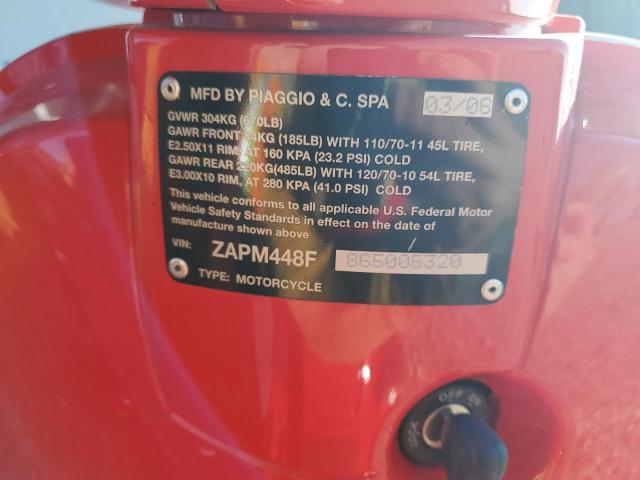 MFD BY PIAGGIO & C. SPA 03/06
GVWR 304KG (670LB)
GAWR FRONT 84KG (185LB) WITH 110/70-11 45L TIRE,
E2.50X11 RIM, AT 160 KPA (23.2 PSI) COLD
GAWR REAR 220KG(485LB) WITH 120/70-10 54L TIRE,
E3.00X10 RIM, AT 280 KPA (41.0 PSI) COLD
This vehicle conforms to all applicable U.S. Federal Motor
Vehicle Safety Standards in effect on the date of
manufacture shown above
VIN: ZAPM448F 865005320
TYPE: MOTORCYCLE
LOCK OFF ON